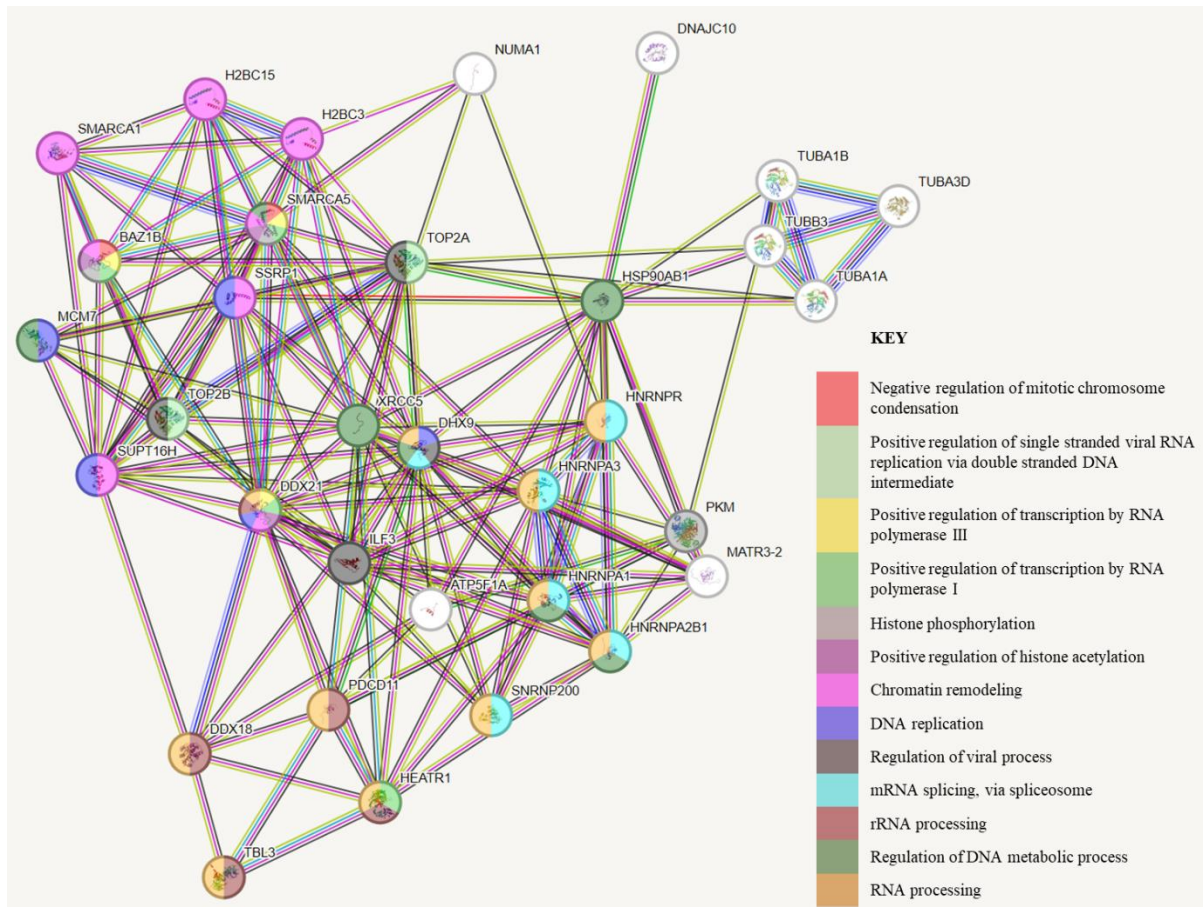 DNAJC10
NUMA1
H2BC15
H2BC3
SMARCA1
TUBA1B
TUBA3D
SMARCA5
TUBB3
BAZ1B
TOP2A
SSRP1
HSP90AB1
TUBA1A
MCM7
KEY
TOP2B
XRCC5
DHX9
HNRNPR
SUPT16H
HNRNPA3
DDX21
PKM
ILF3
MATR3-2
ATP5F1A
HNRNPA1
HNRNPA2B1
PDCD11
SNRNP200
DDX18
HEATR1
TBL3
Negative regulation of mitotic chromosome
condensation
Positive regulation of single stranded viral RNA
replication via double stranded DNA
intermediate
Positive regulation of transcription by RNA
polymerase III
Positive regulation of transcription by RNA
polymerase I
Histone phosphorylation
Positive regulation of histone acetylation
Chromatin remodeling
DNA replication
Regulation of viral process
mRNA splicing, via spliceosome
rRNA processing
Regulation of DNA metabolic process
RNA processing